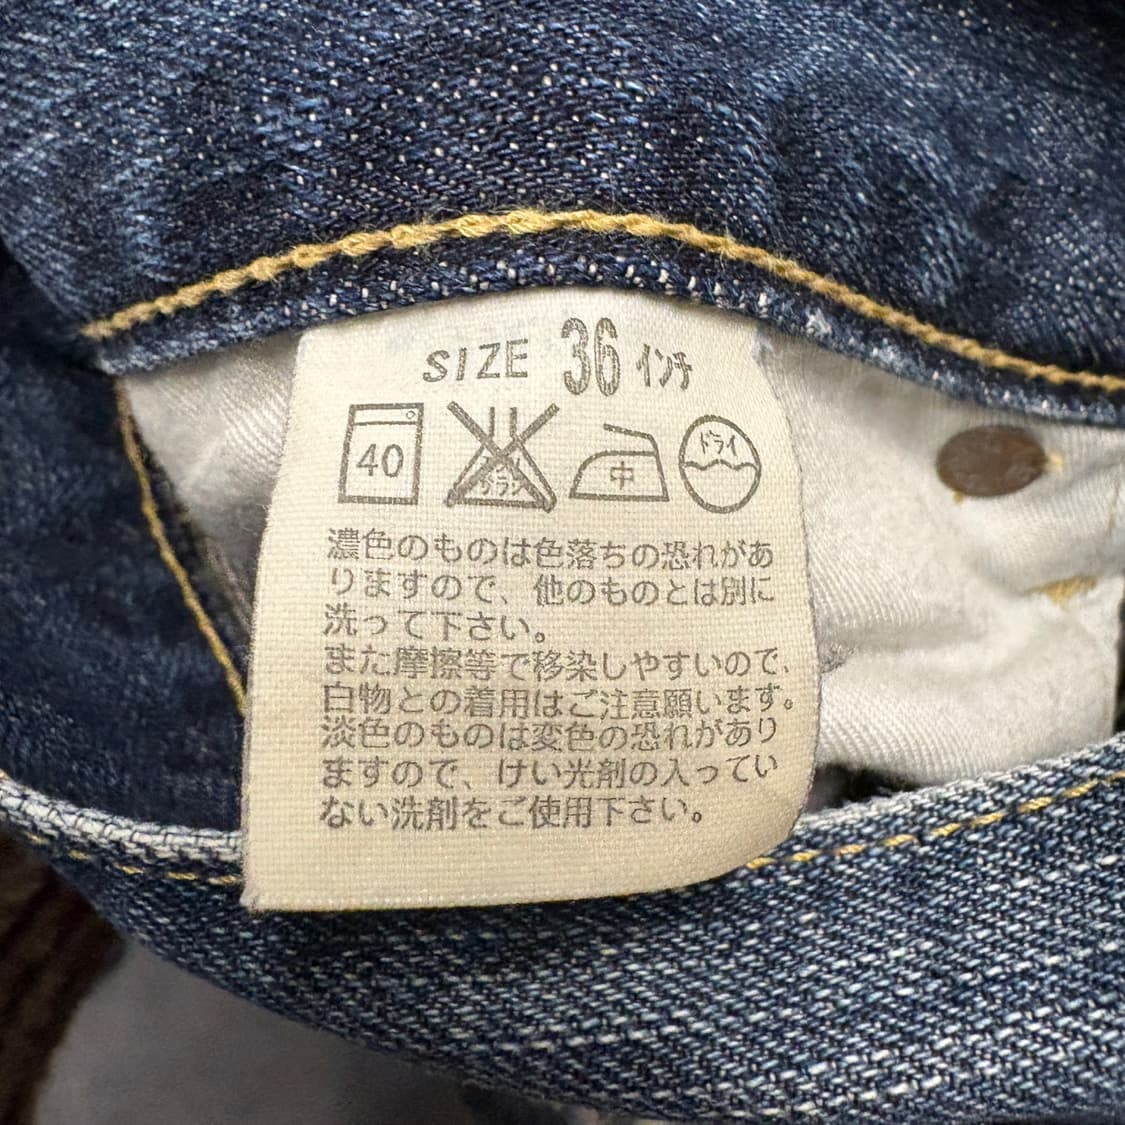 SIZE 36 インチ
40 中 ドライ
濃色のものは色落ちの恐れがあ
りますので、他のものとは別に
洗って下さい。
また摩擦等で移染しやすいので、
白物との着用はご注意願います。
淡色のものは変色の恐れがあり
ますので、けい光剤の入ってい
ない洗剤をご使用下さい。